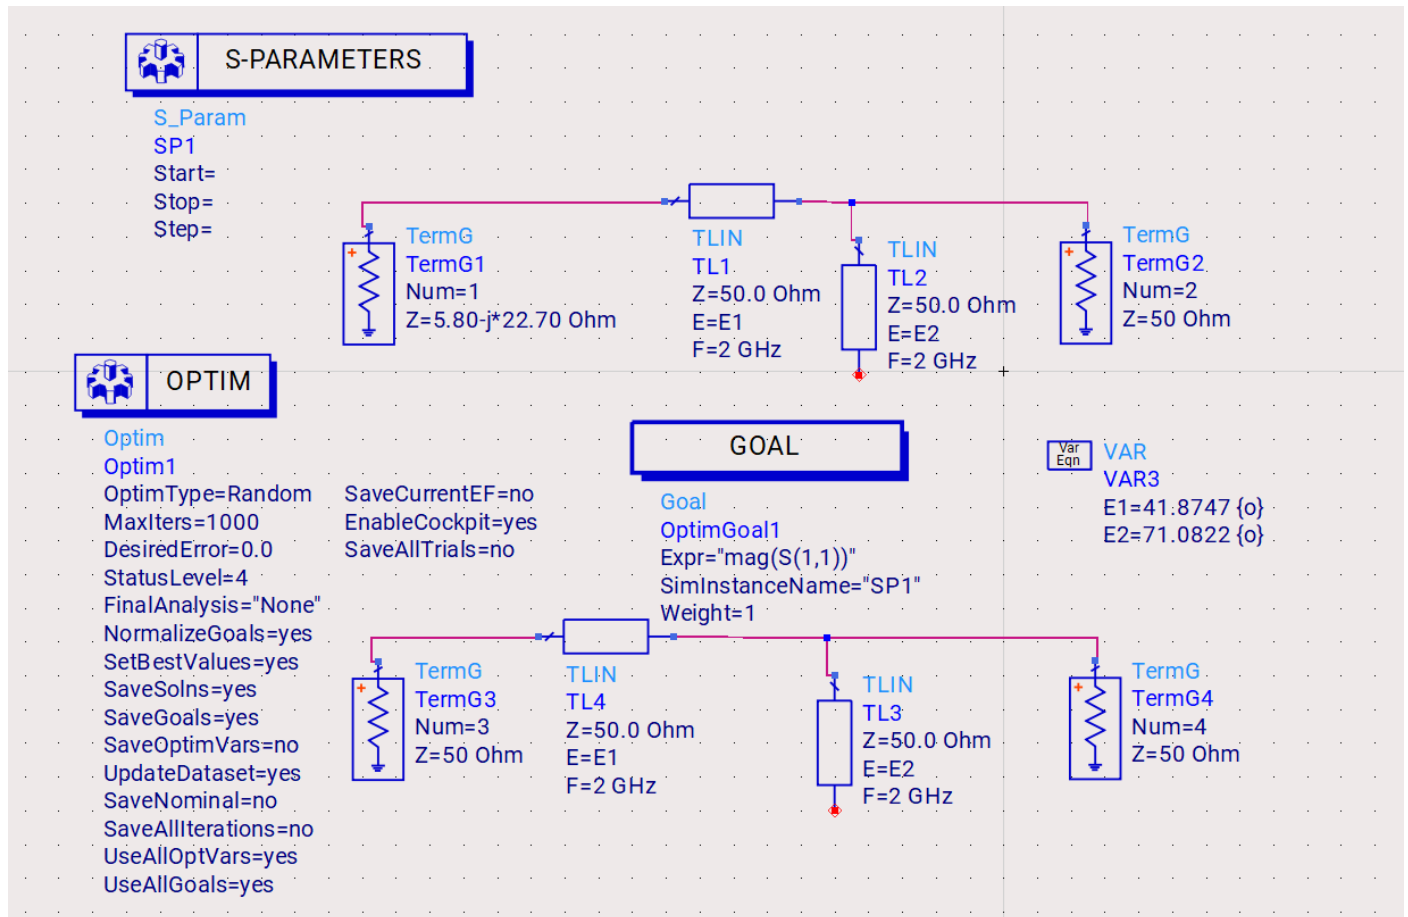 S-PARAMETERS
S_Param
SP1
Start=
Stop=
Step=
TermG
TermG1
Num=1
Z=5.80-j*22.70 Ohm
TLIN
TL1
Z=50.0 Ohm
E=E1
F=2 GHz
TLIN
TL2
Z=50.0 Ohm
E=E2
F=2 GHz
TermG
TermG2
Num=2
Z=50 Ohm
OPTIM
Optim
Optim1
OptimType=Random
MaxIters=1000
DesiredError=0.0
StatusLevel=4
FinalAnalysis="None"
NormalizeGoals=yes
SetBestValues=yes
SaveSolns=yes
SaveGoals=yes
SaveOptimVars=no
UpdateDataset=yes
SaveNominal=no
SaveAllIterations=no
UseAllOptVars=yes
UseAllGoals=yes
SaveCurrentEF=no
EnableCockpit=yes
SaveAllTrials=no
GOAL
Goal
OptimGoal1
Expr="mag(S(1,1))"
SimInstanceName="SP1"
Weight=1
Var
Eqn
VAR
VAR3
E1=41.8747 {o}
E2=71.0822 {o}
TermG
TermG3
Num=3
Z=50 Ohm
TLIN
TL4
Z=50.0 Ohm
E=E1
F=2 GHz
TLIN
TL3
Z=50.0 Ohm
E=E2
F=2 GHz
TermG
TermG4
Num=4
Z=50 Ohm